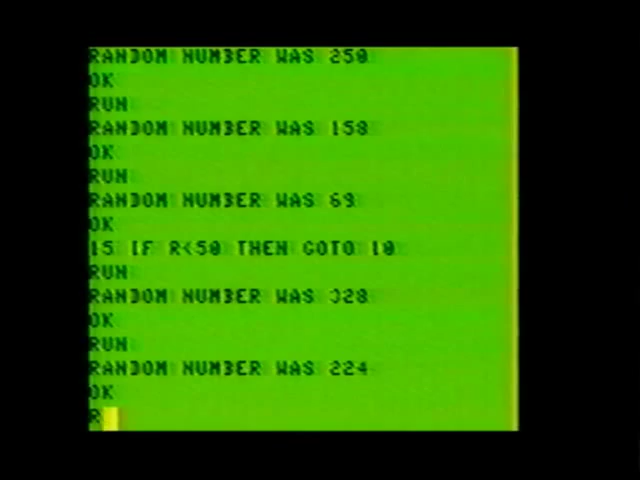 RANDOM NUMBER WAS 250
OK
RUN
RANDOM NUMBER WAS 158
OK
RUN
RANDOM NUMBER WAS 69
OK
15 IF R<50 THEN GOTO 10
RUN
RANDOM NUMBER WAS 328
OK
RUN
RANDOM NUMBER WAS 224
OK
R